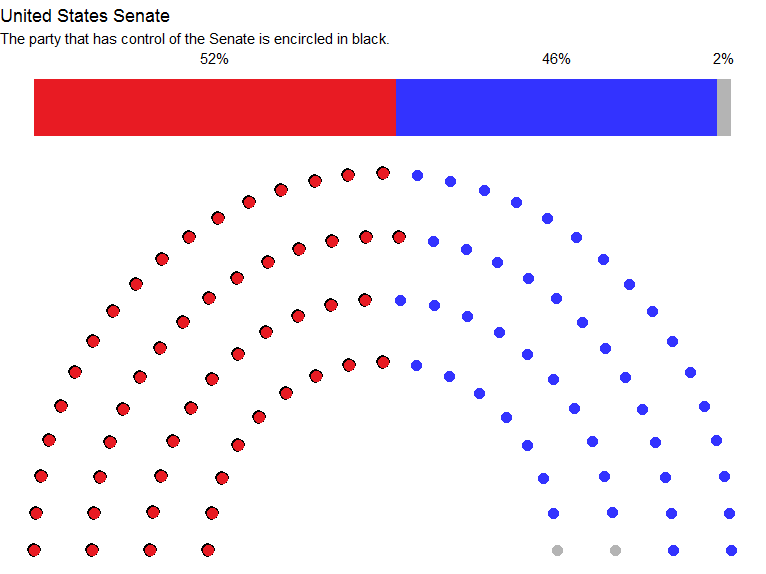 United States Senate
The party that has control of the Senate is encircled in black.
52% 46% 2%